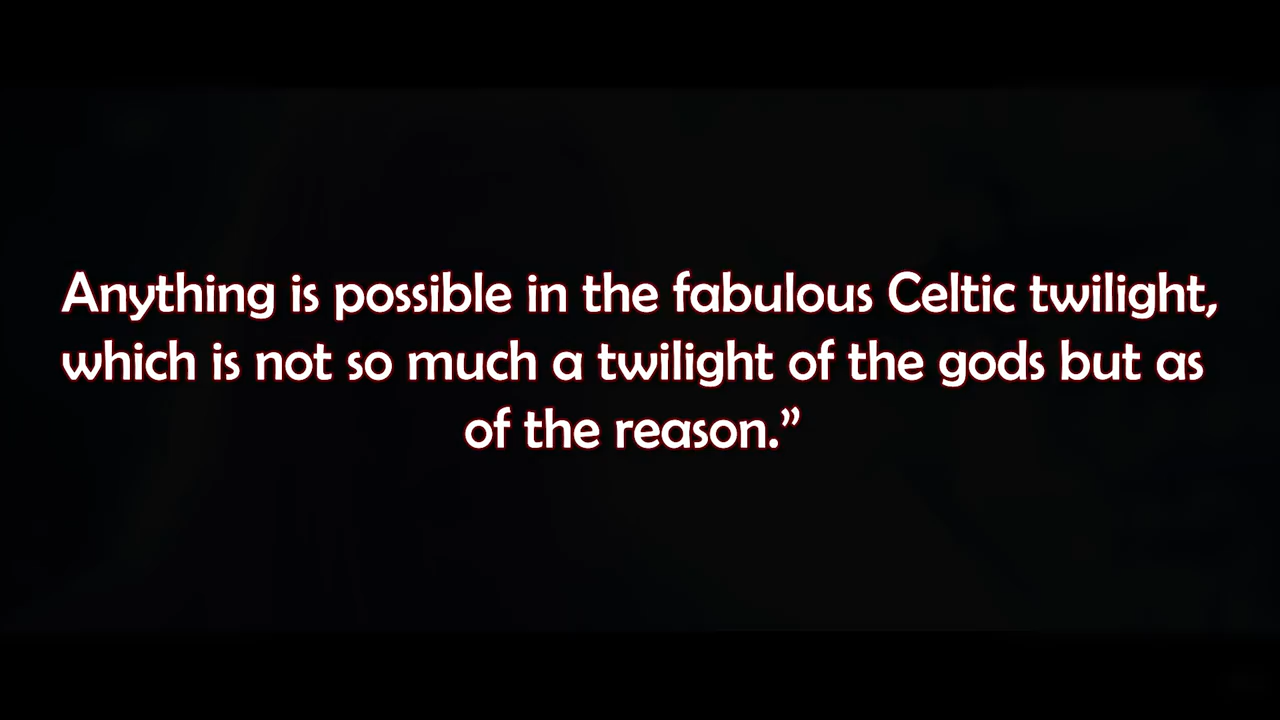 Anything is possible in the fabulous Celtic twilight,
which is not so much a twilight of the gods but as
of the reason.”